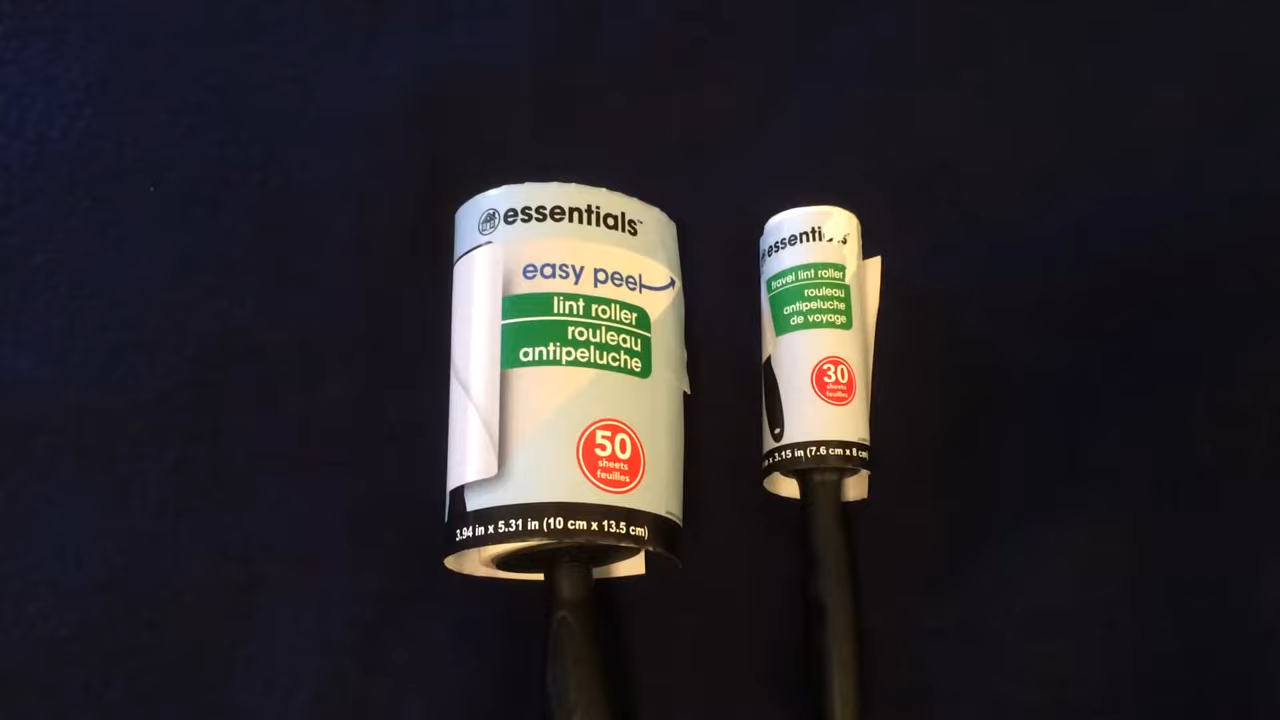 essentials™
easy peel
lint roller
rouleau
antipeluche
50
sheets
feuilles
3.94 in x 5.31 in (10 cm x 13.5 cm)
essentials
travel lint roller
rouleau
antipeluche
de voyage
30
sheets
feuilles
x 3.15 in (7.6 cm x 8 cm